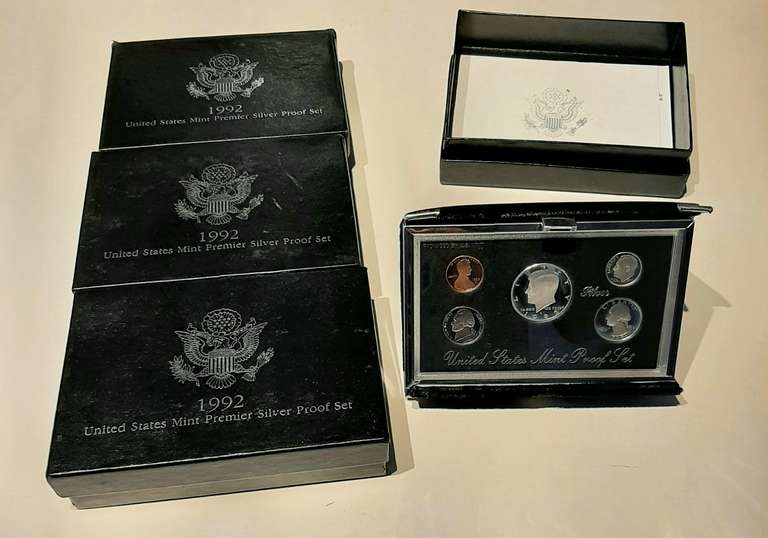 1992
United States Mint Premier Silver Proof Set
1992
United States Mint Premier Silver Proof Set
1992
United States Mint Premier Silver Proof Set
Silver
United States Mint Proof Set